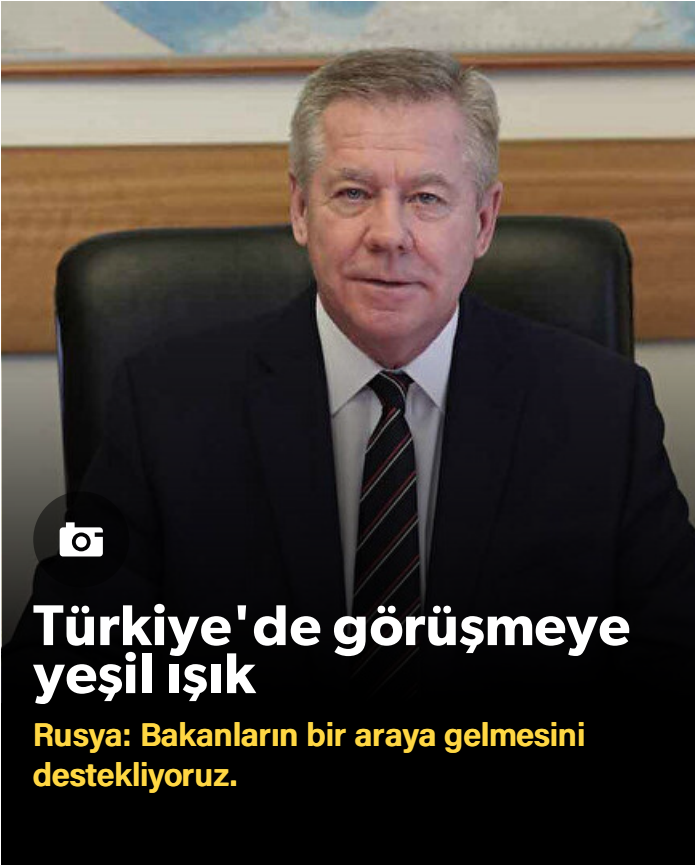 Türkiye'de görüşmeye
yeşil ışık
Rusya: Bakanların bir araya gelmesini
destekliyoruz.